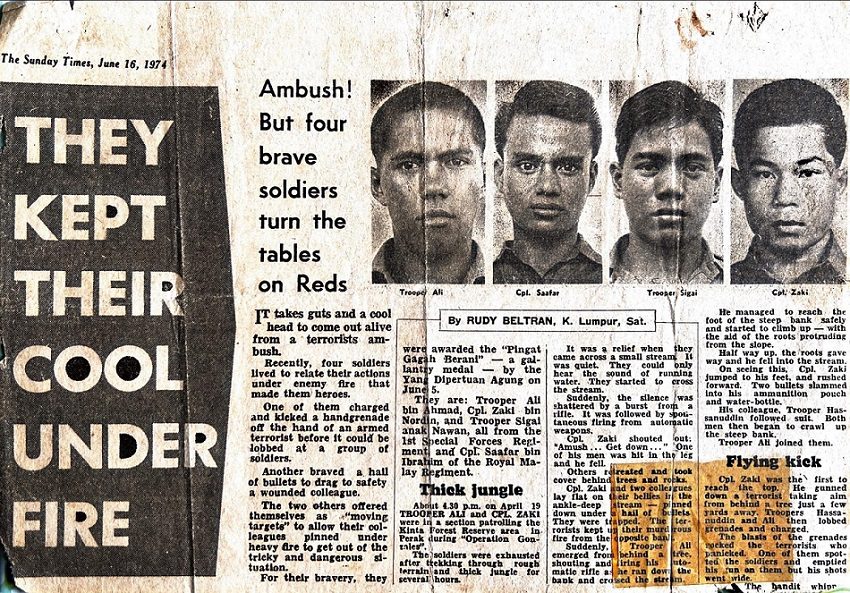 The Sunday Times, June 16, 1974
THEY
KEPT
THEIR
COOL
UNDER
FIRE
Ambush!
But four
brave
soldiers
turn the
tables
on Reds
Trooper Ali
Cpl. Saafar
Trooper Sigai
Cpl. Zaki
IT takes guts and a cool
head to come out alive
from a terrorists am-
bush.
Recently, four soldiers
lived to relate their actions
under enemy fire that
made them heroes.
One of them charged
and kicked a handgrenade
off the hand of an armed
terrorist before it could be
lobbed at a group of
soldiers.
Another braved a hail
of bullets to drag to safety
a wounded colleague.
The two others offered
themselves as "moving
targets" to allow their col-
leagues pinned under
heavy fire to get out of the
tricky and dangerous si-
tuation.
For their bravery, they
By RUDY BELTRAN, K. Lumpur, Sat.
were awarded the "Pingat
Gagah Berani" — a gal-
lantry medal — by the
Yang Dipertuan Agung on
June 5.
They are: Trooper Ali
bin Ahmad, Cpl. Zaki bin
Nordin, and Trooper Sigai
anak Nawan, all from the
1st Special Forces Regi-
ment and Cpl. Saafar bin
Ibrahim of the Royal Ma-
lay Regiment.
Thick jungle
About 4.30 p.m. on April 19
TROOPER ALI and CPL. ZAKI
were in a section patrolling the
Kinta Forest Reserve area in
Perak during "Operation Gon-
zales".
The soldiers were exhausted
after trekking through rough
terrain and thick jungle for
several hours.
It was a relief when they
came across a small stream. It
was quiet. They could only
hear the sound of running
water. They started to cross
the stream.
Suddenly, the silence was
shattered by a burst from a
rifle. It was followed by spon-
taneous firing from automatic
weapons.
Cpl. Zaki shouted out:
"Amush... Get down..." One
of his men was hit in the leg
and he fell.
Others retreated and took
cover behind trees and rocks.
Cpl. Zaki and two colleagues
lay flat on their bellies in the
ankle-deep stream —
down under a hail of bullets.
They were trapped. The ter-
rorists kept up their murderous
fire from the opposite bank.
Suddenly, Trooper Ali
emerged from behind a tree,
shouting and firing his auto-
matic rifle as he ran down the
bank and crossed the stream.
He managed to reach the
foot of the steep bank safely
and started to climb up — with
the aid of the roots protruding
from the slope.
Half way up, the roots gave
way and he fell into the stream.
On seeing this, Cpl. Zaki
jumped to his feet, and rushed
forward. Two bullets slammed
into his ammunition pouch
and water-bottle.
His colleague, Trooper Has-
sanuddin followed suit. Both
men then began to crawl up
the steep bank.
Trooper Ali joined them.
Flying kick
Cpl. Zaki was the first to
reach the top. He gunned
down a terrorist taking aim
from behind a tree just a few
yards away. Troopers Hassa-
nuddin and Ali then lobbed
grenades and charged.
The blasts of the grenades
rocked the terrorists who
panicked. One of them spot-
ted the soldiers and emptied
his gun on them but his shots
went wide.
The bandit whipp